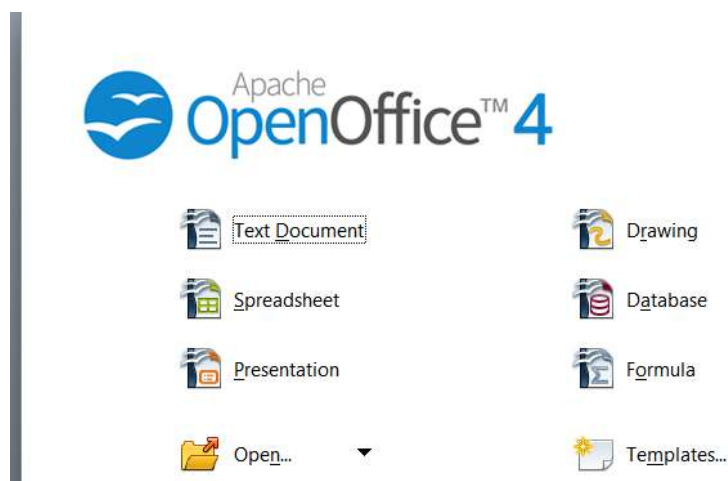 Apache
OpenOffice™ 4
Text Document
Drawing
Spreadsheet
Database
Presentation
Formula
Open...
Templates...